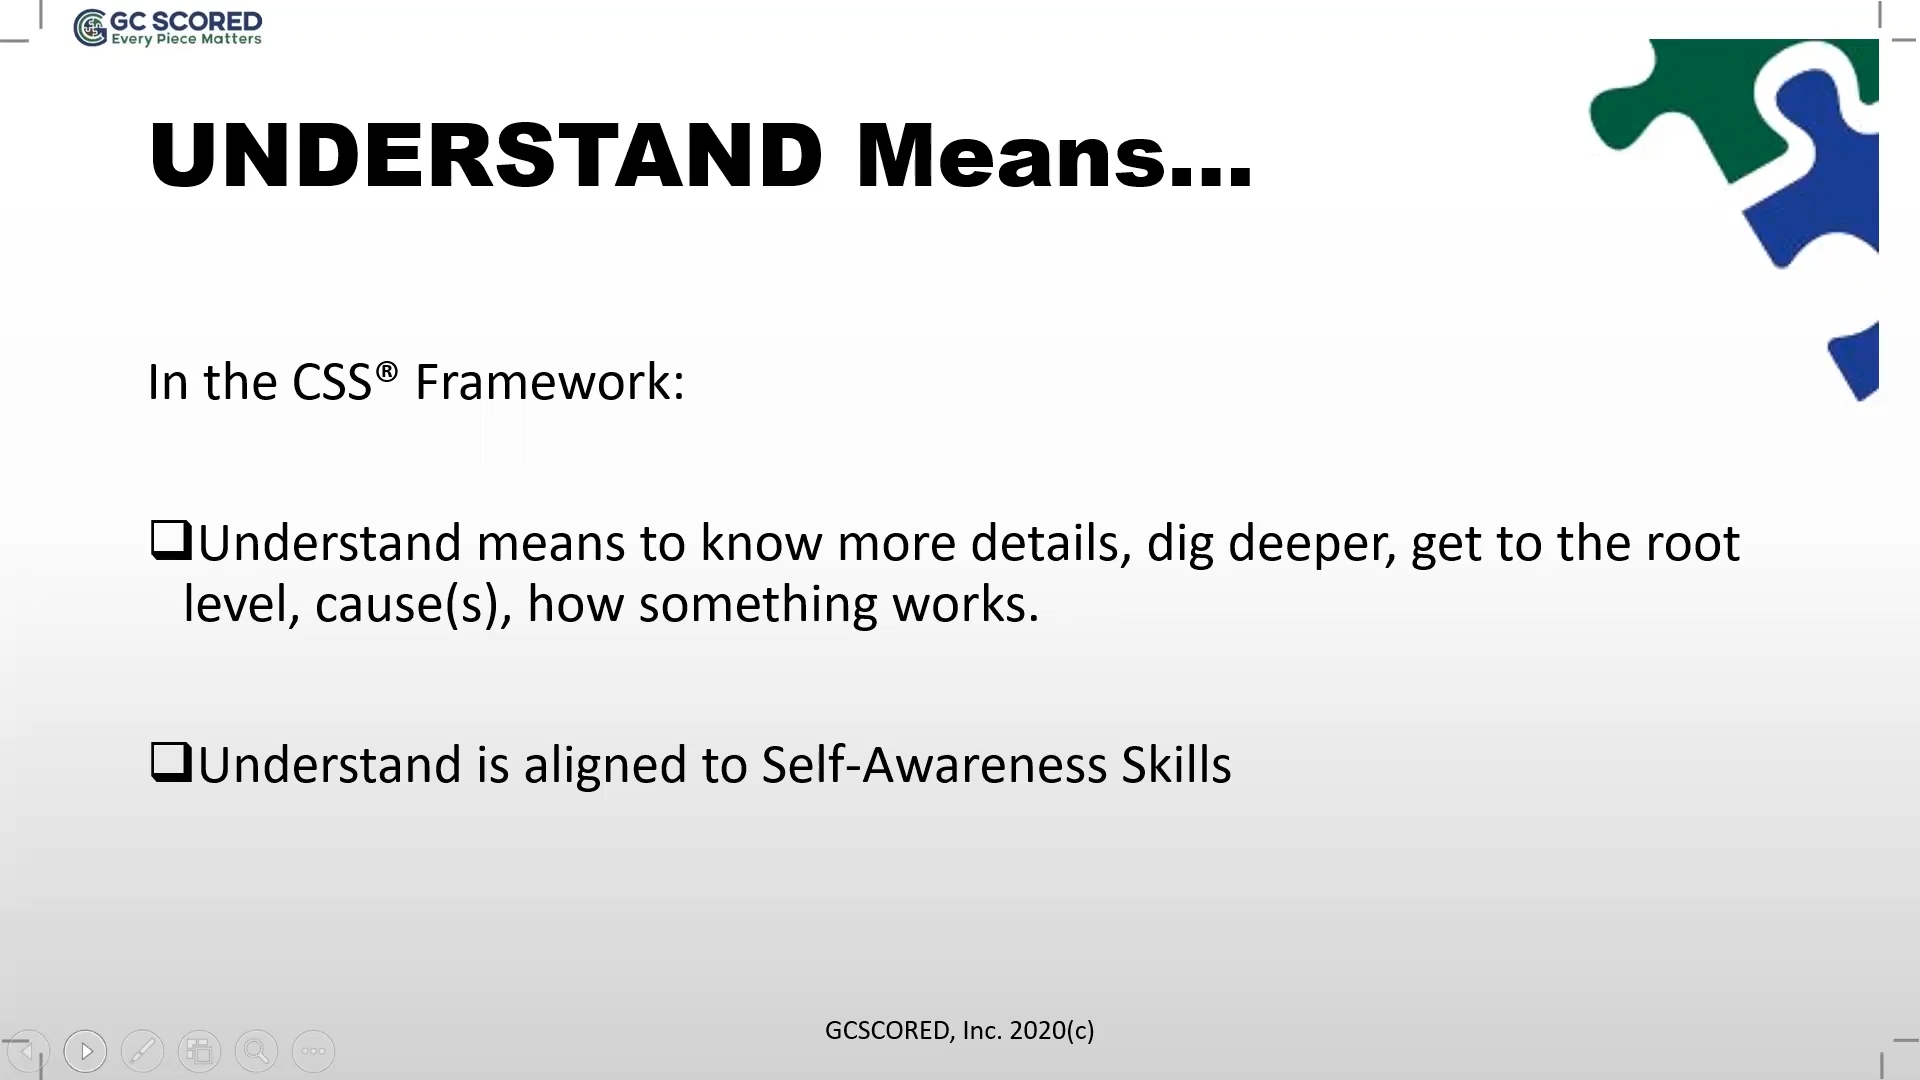 GC SCORED
Every Piece Matters
UNDERSTAND Means...
In the CSS® Framework:
❑Understand means to know more details, dig deeper, get to the root
level, cause(s), how something works.
❑Understand is aligned to Self-Awareness Skills
GCSCORED, Inc. 2020(c)